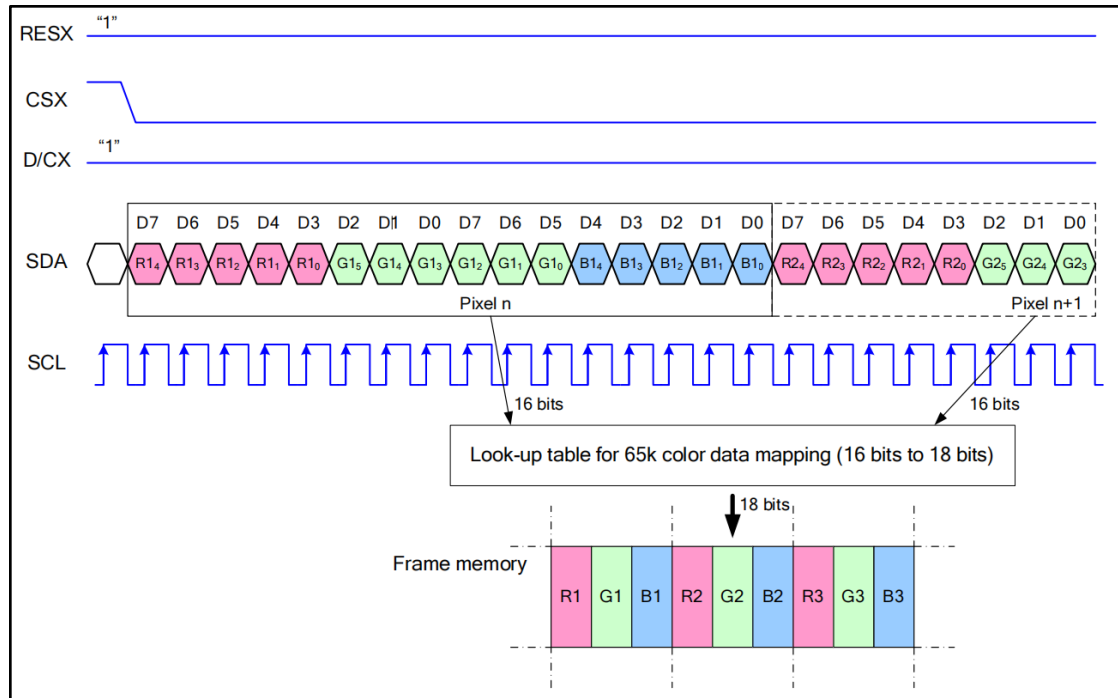 RESX “1”
CSX
D/CX “1”
D7 D6 D5 D4 D3 D2 D1 D0 D7 D6 D5 D4 D3 D2 D1 D0 D7 D6 D5 D4 D3 D2 D1 D0
SDA R1₄ R1₃ R1₂ R1₁ R1₀ G1₅ G1₄ G1₃ G1₂ G1₁ G1₀ B1₄ B1₃ B1₂ B1₁ B1₀ R2₄ R2₃ R2₂ R2₁ R2₀ G2₅ G2₄ G2₃
Pixel n Pixel n+1
SCL
16 bits 16 bits
Look-up table for 65k color data mapping (16 bits to 18 bits)
18 bits
Frame memory
R1 G1 B1 R2 G2 B2 R3 G3 B3